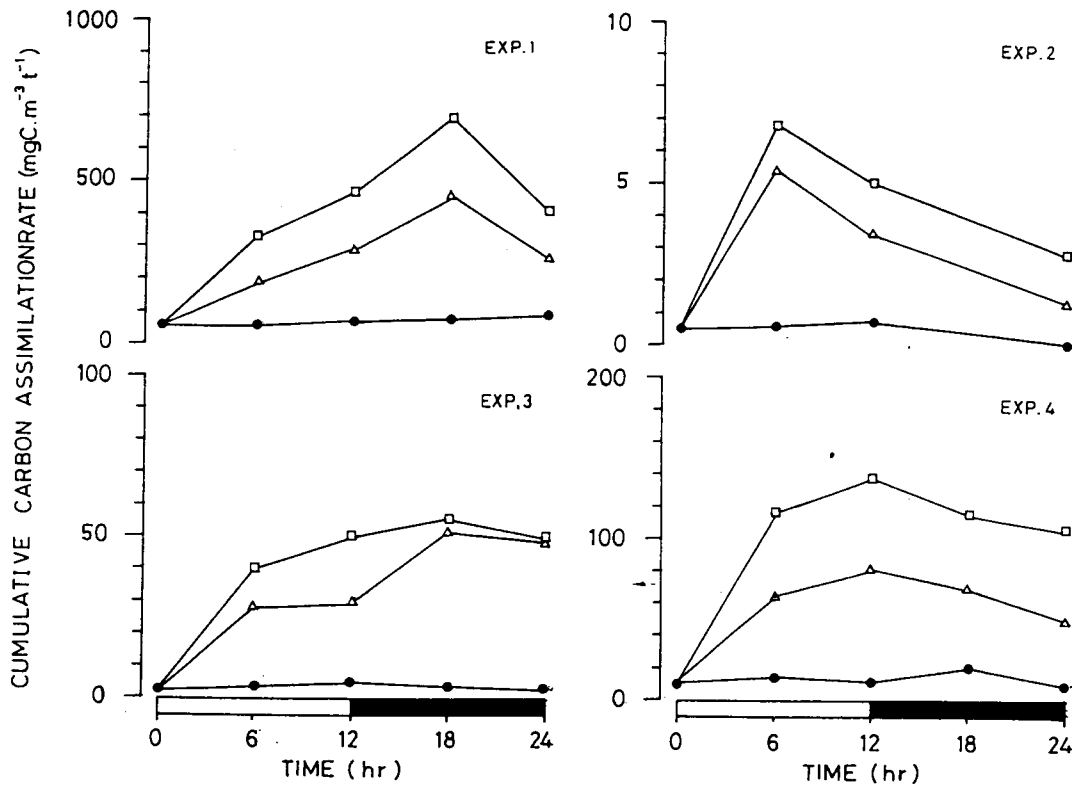 CUMULATIVE CARBON ASSIMILATIONRATE (mgC.m⁻³ t⁻¹)
1000
500
0
EXP.1
10
5
0
EXP.2
100
50
0
EXP,3
200
100
0
EXP.4
0 6 12 18 24
TIME (hr)
0 6 12 18 24
TIME (hr)